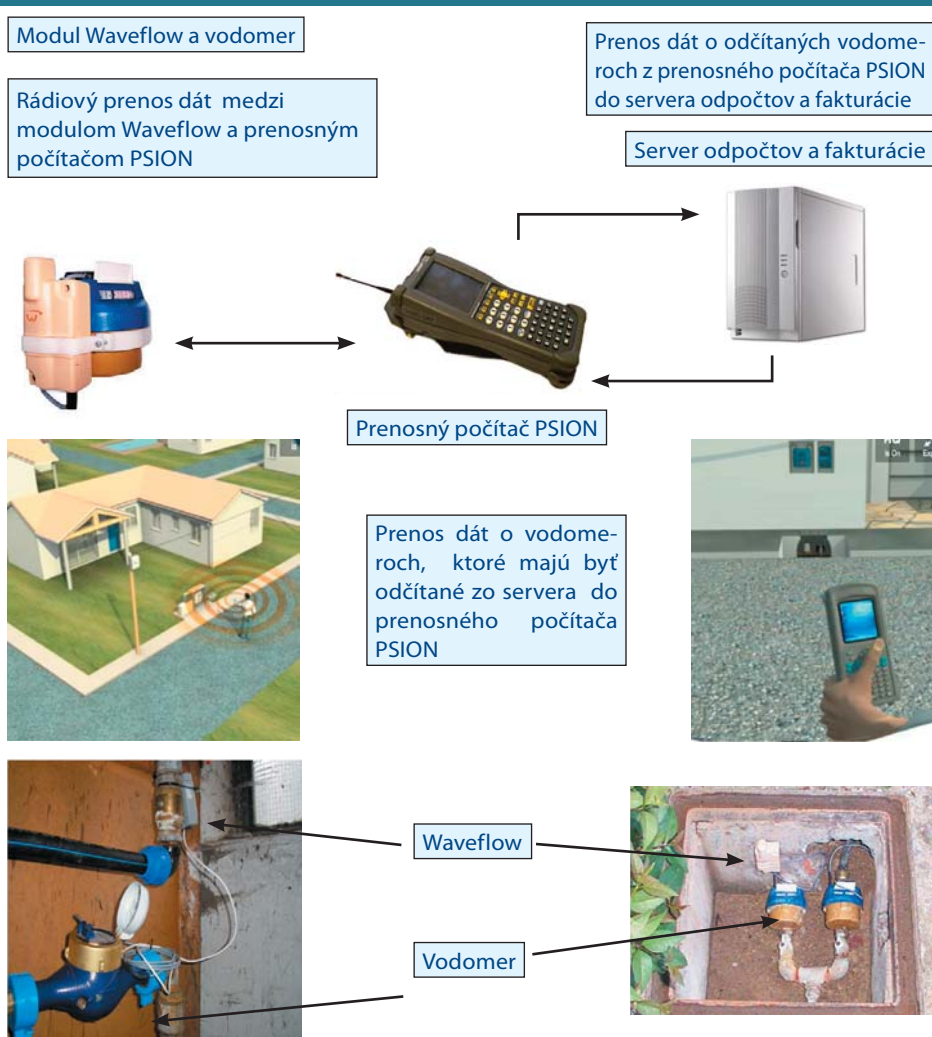 Modul Waveflow a vodomer
Rádiový prenos dát medzi
modulom Waveflow a prenosným
počítačom PSION
Prenos dát o odčítaných vodome-
roch z prenosného počítača PSION
do servera odpočtov a fakturácie
Server odpočtov a fakturácie
Prenosný počítač PSION
Prenos dát o vodome-
roch, ktoré majú byť
odčítané zo servera do
prenosného počítača
PSION
Waveflow
Vodomer